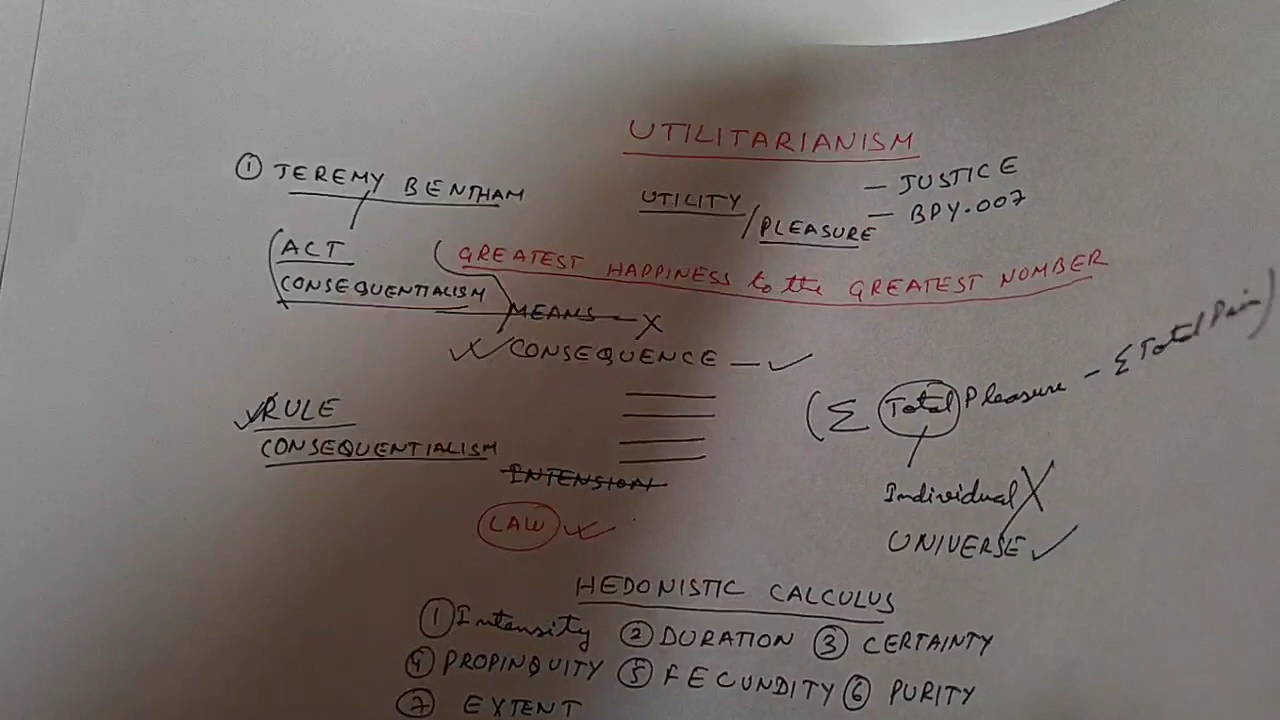 UTILITARIANISM
① JEREMY BENTHAM
UTILITY / PLEASURE
— JUSTICE
— BPY.007
ACT
CONSEQUENTIALISM
GREATEST HAPPINESS to the GREATEST NUMBER
MEANS — X
CONSEQUENCE — ✓
(Σ Total Pleasure - Σ Total Pain)
RULE
CONSEQUENTIALISM
INTENSION
LAW
Individual X
UNIVERSE ✓
HEDONISTIC CALCULUS
① Intensity ② DURATION ③ CERTAINTY
④ PROPINQUITY ⑤ FECUNDITY ⑥ PURITY
⑦ EXTENT